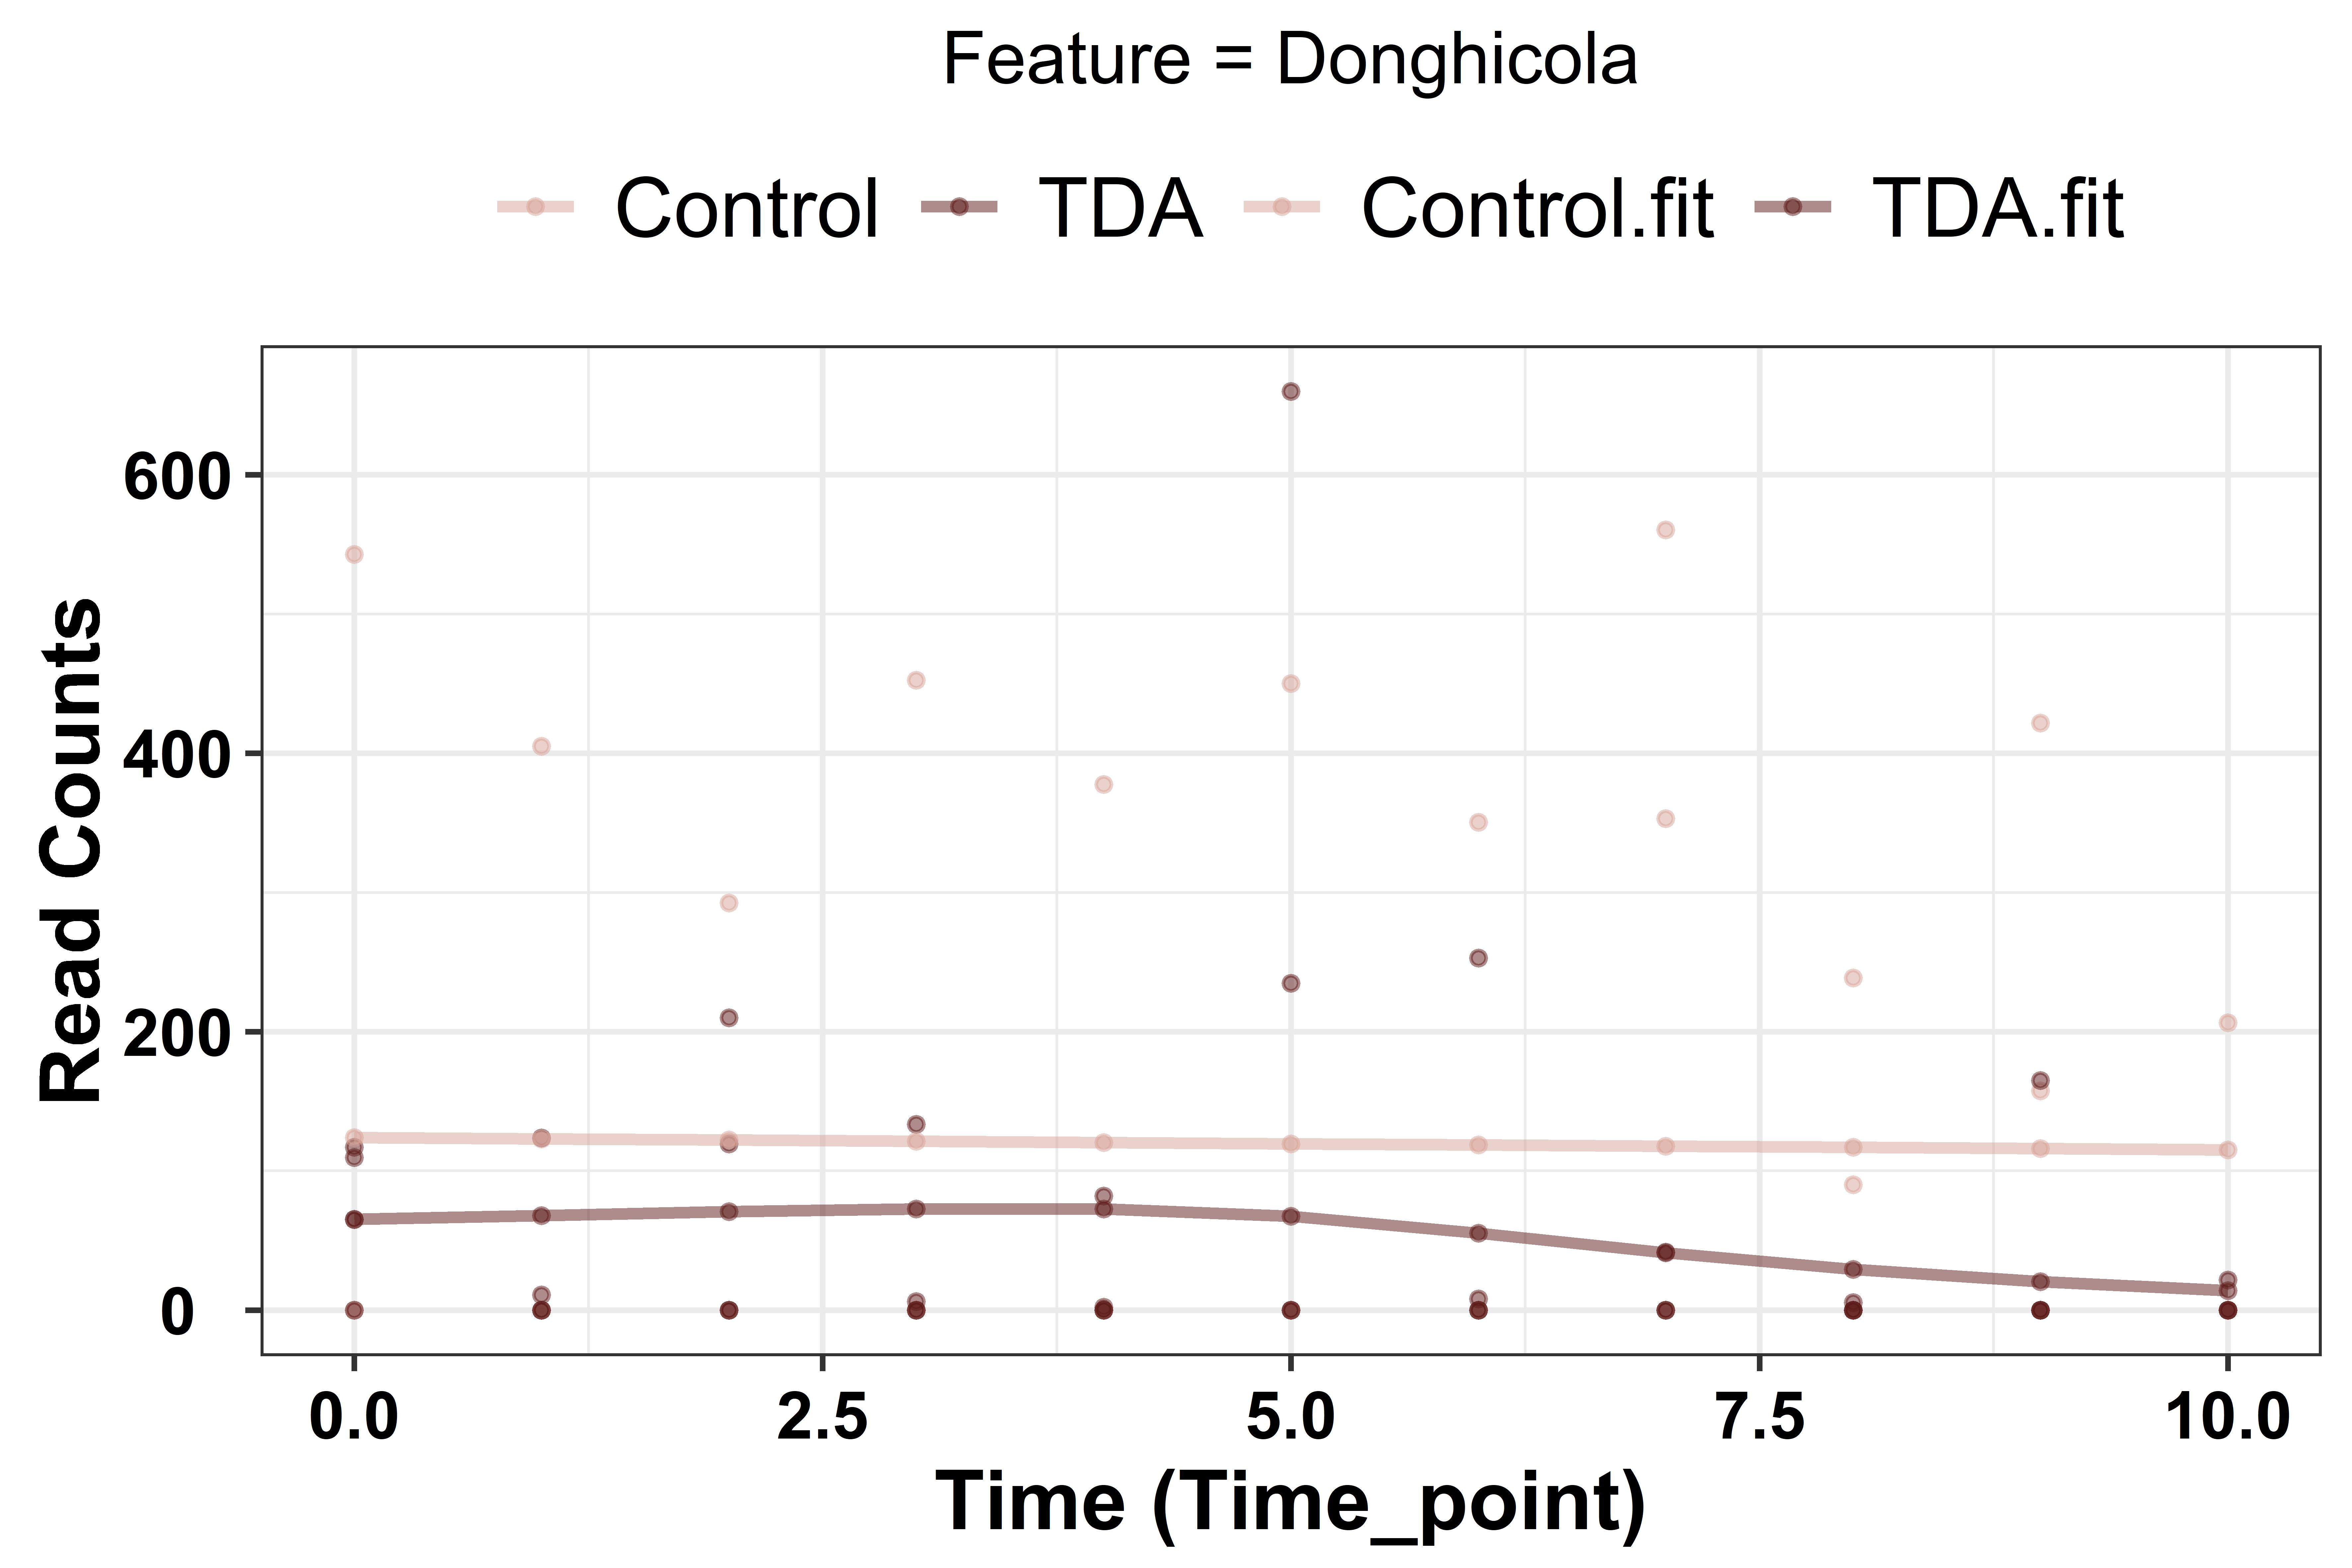 Feature = Donghicola
Control TDA Control.fit TDA.fit
600
400
200
0
Read Counts
0.0 2.5 5.0 7.5 10.0
Time (Time_point)